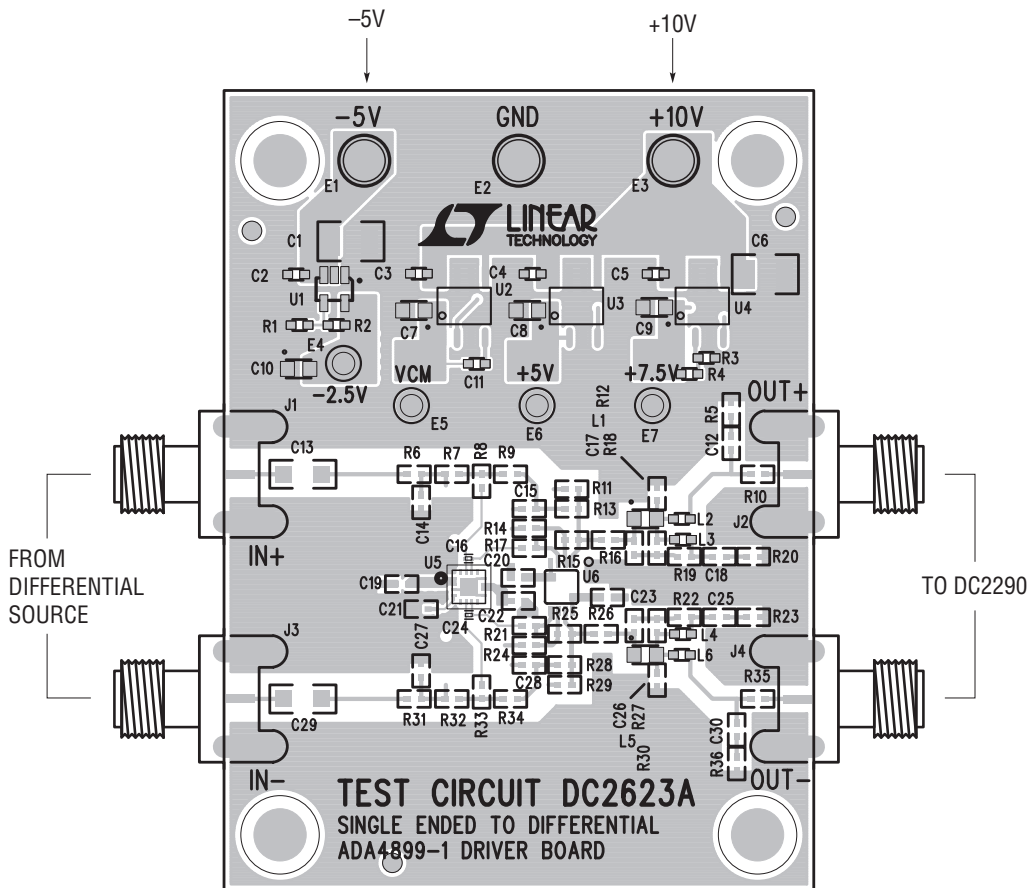 –5V
+10V
-5V
GND
+10V
E1
E2
E3
LINEAR
TECHNOLOGY
C1
C6
C2
C3
C4
C5
U1
U2
U3
U4
R1
R2
C7
C8
C9
E4
R3
C10
C11
R4
-2.5V
VCM
+5V
+7.5V
E5
E6
E7
R12
L1
C17
R18
OUT+
R5
C12
J1
C13
R6
R7
R8
R9
R10
C14
C15
R11
R13
L2
J2
IN+
R14
R17
C16
R15
R16
L3
R19
C18
R20
FROM
DIFFERENTIAL
SOURCE
TO DC2290
C19
U5
C20
U6
C21
C22
C23
C24
R25
R26
R22
C25
R23
J3
C27
R21
R24
L4
L6
J4
C28
R28
R29
R35
C29
R31
R32
R33
R34
C26
R27
L5
R30
C30
R36
IN-
OUT-
TEST CIRCUIT DC2623A
SINGLE ENDED TO DIFFERENTIAL
ADA4899-1 DRIVER BOARD